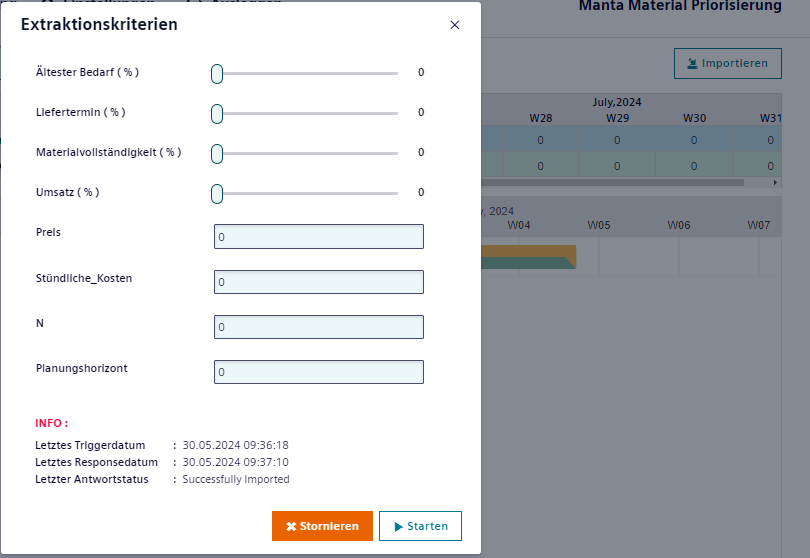 Manta Material Priorisierung
Extraktionskriterien
Importieren
Ältester Bedarf ( % ) 0
Liefertermin ( % ) 0
Materialvollständigkeit ( % ) 0
Umsatz ( % ) 0
Preis 0
Stündliche_Kosten 0
N 0
Planungshorizont 0
INFO :
Letztes Triggerdatum : 30.05.2024 09:36:18
Letztes Responsedatum : 30.05.2024 09:37:10
Letzter Antwortstatus : Successfully Imported
Stornieren Starten
July,2024
W28 W29 W30 W31
0 0 0 0
0 0 0 0
2024
W04 W05 W06 W07